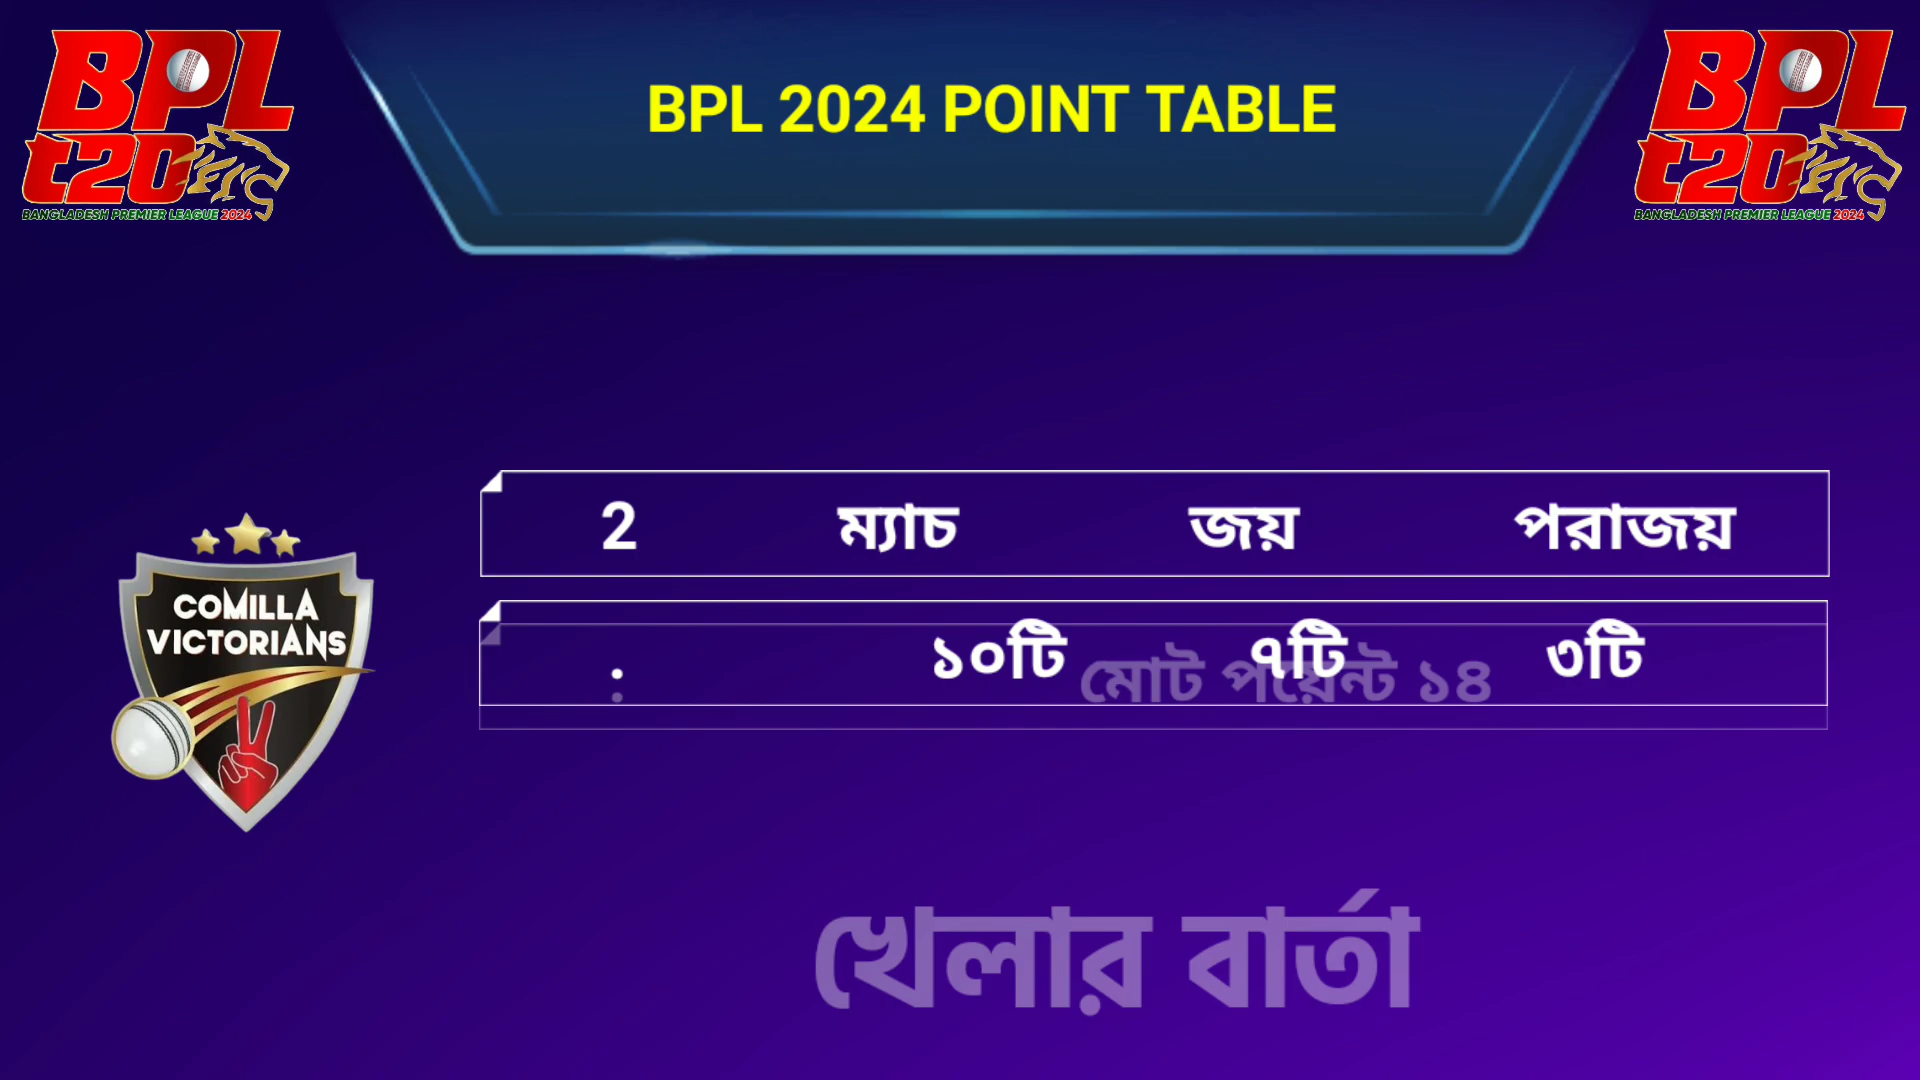 BPL
t20
BANGLADESH PREMIER LEAGUE 2024
BPL 2024 POINT TABLE
BPL
t20
BANGLADESH PREMIER LEAGUE 2024
2 ম্যাচ জয় পরাজয়
COMILLA
VICTORIANS
১০টি ৭টি ৩টি
: মোট পয়েন্ট ১৪
খেলার বার্তা